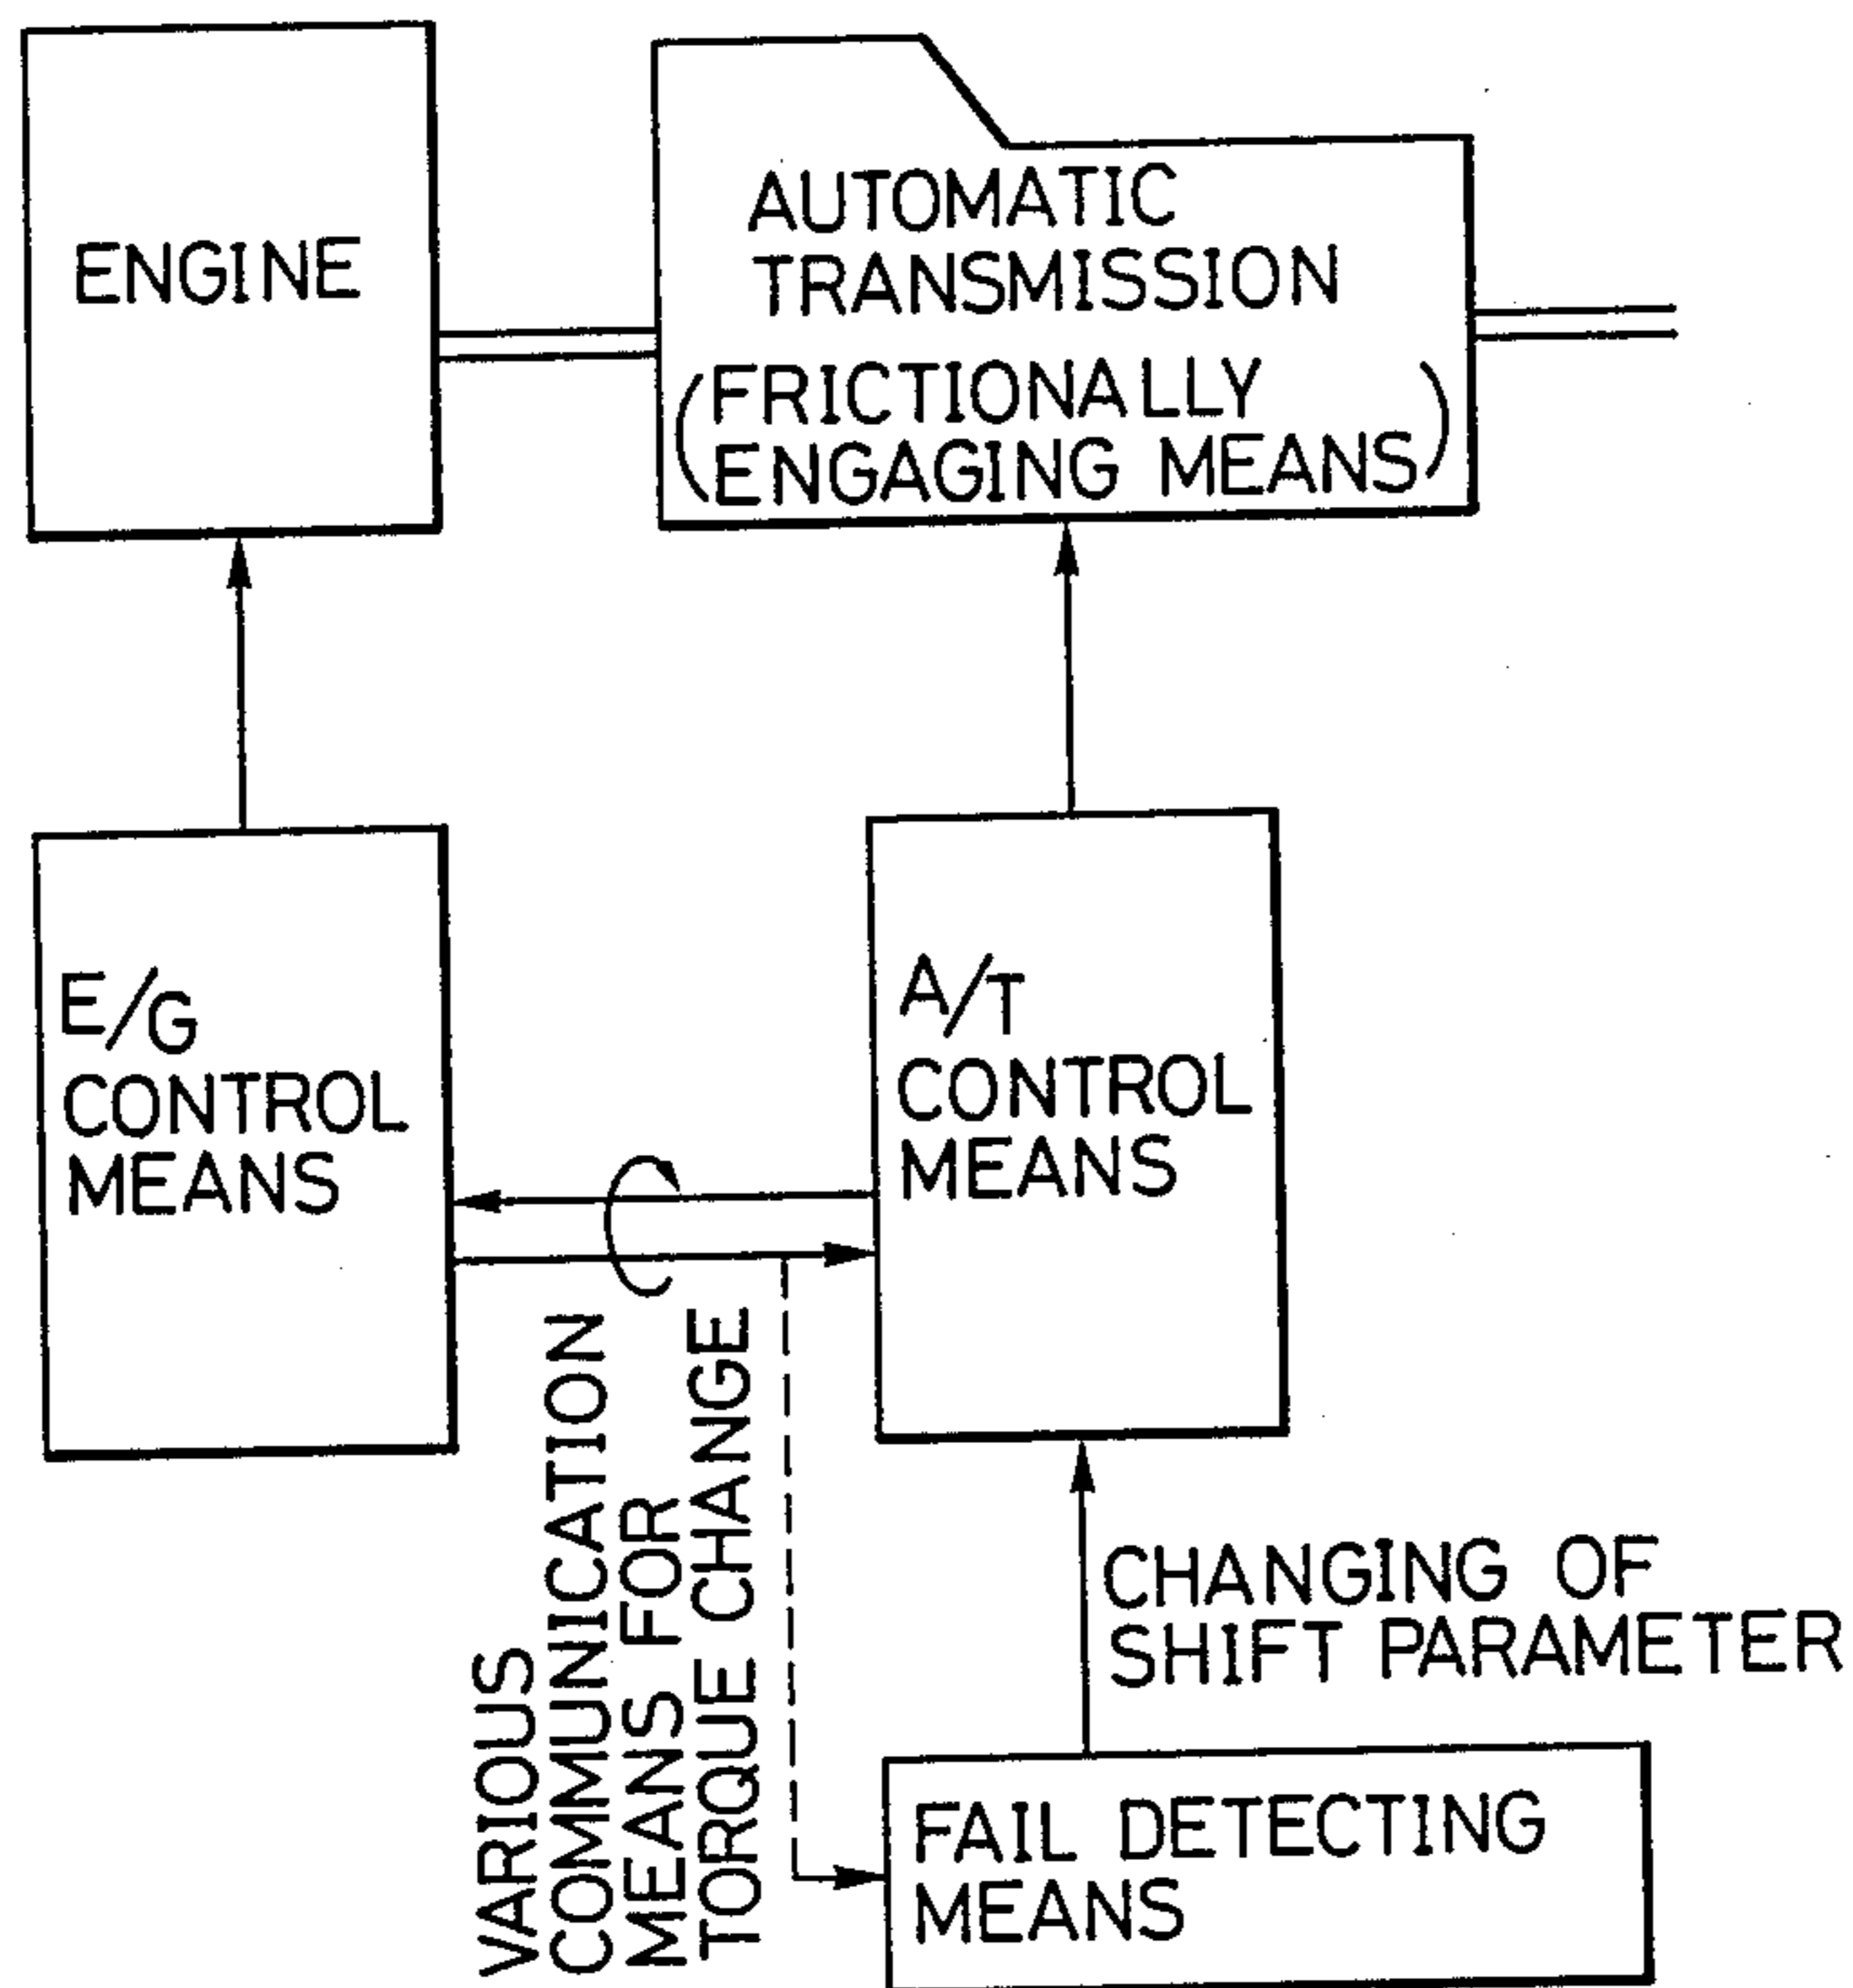 ENGINE
AUTOMATIC
TRANSMISSION
(FRICTIONALLY
ENGAGING MEANS)
E/G
CONTROL
MEANS
A/T
CONTROL
MEANS
VARIOUS
COMMUNICATION
MEANS FOR
TORQUE CHANGE
CHANGING OF
SHIFT PARAMETER
FAIL DETECTING
MEANS